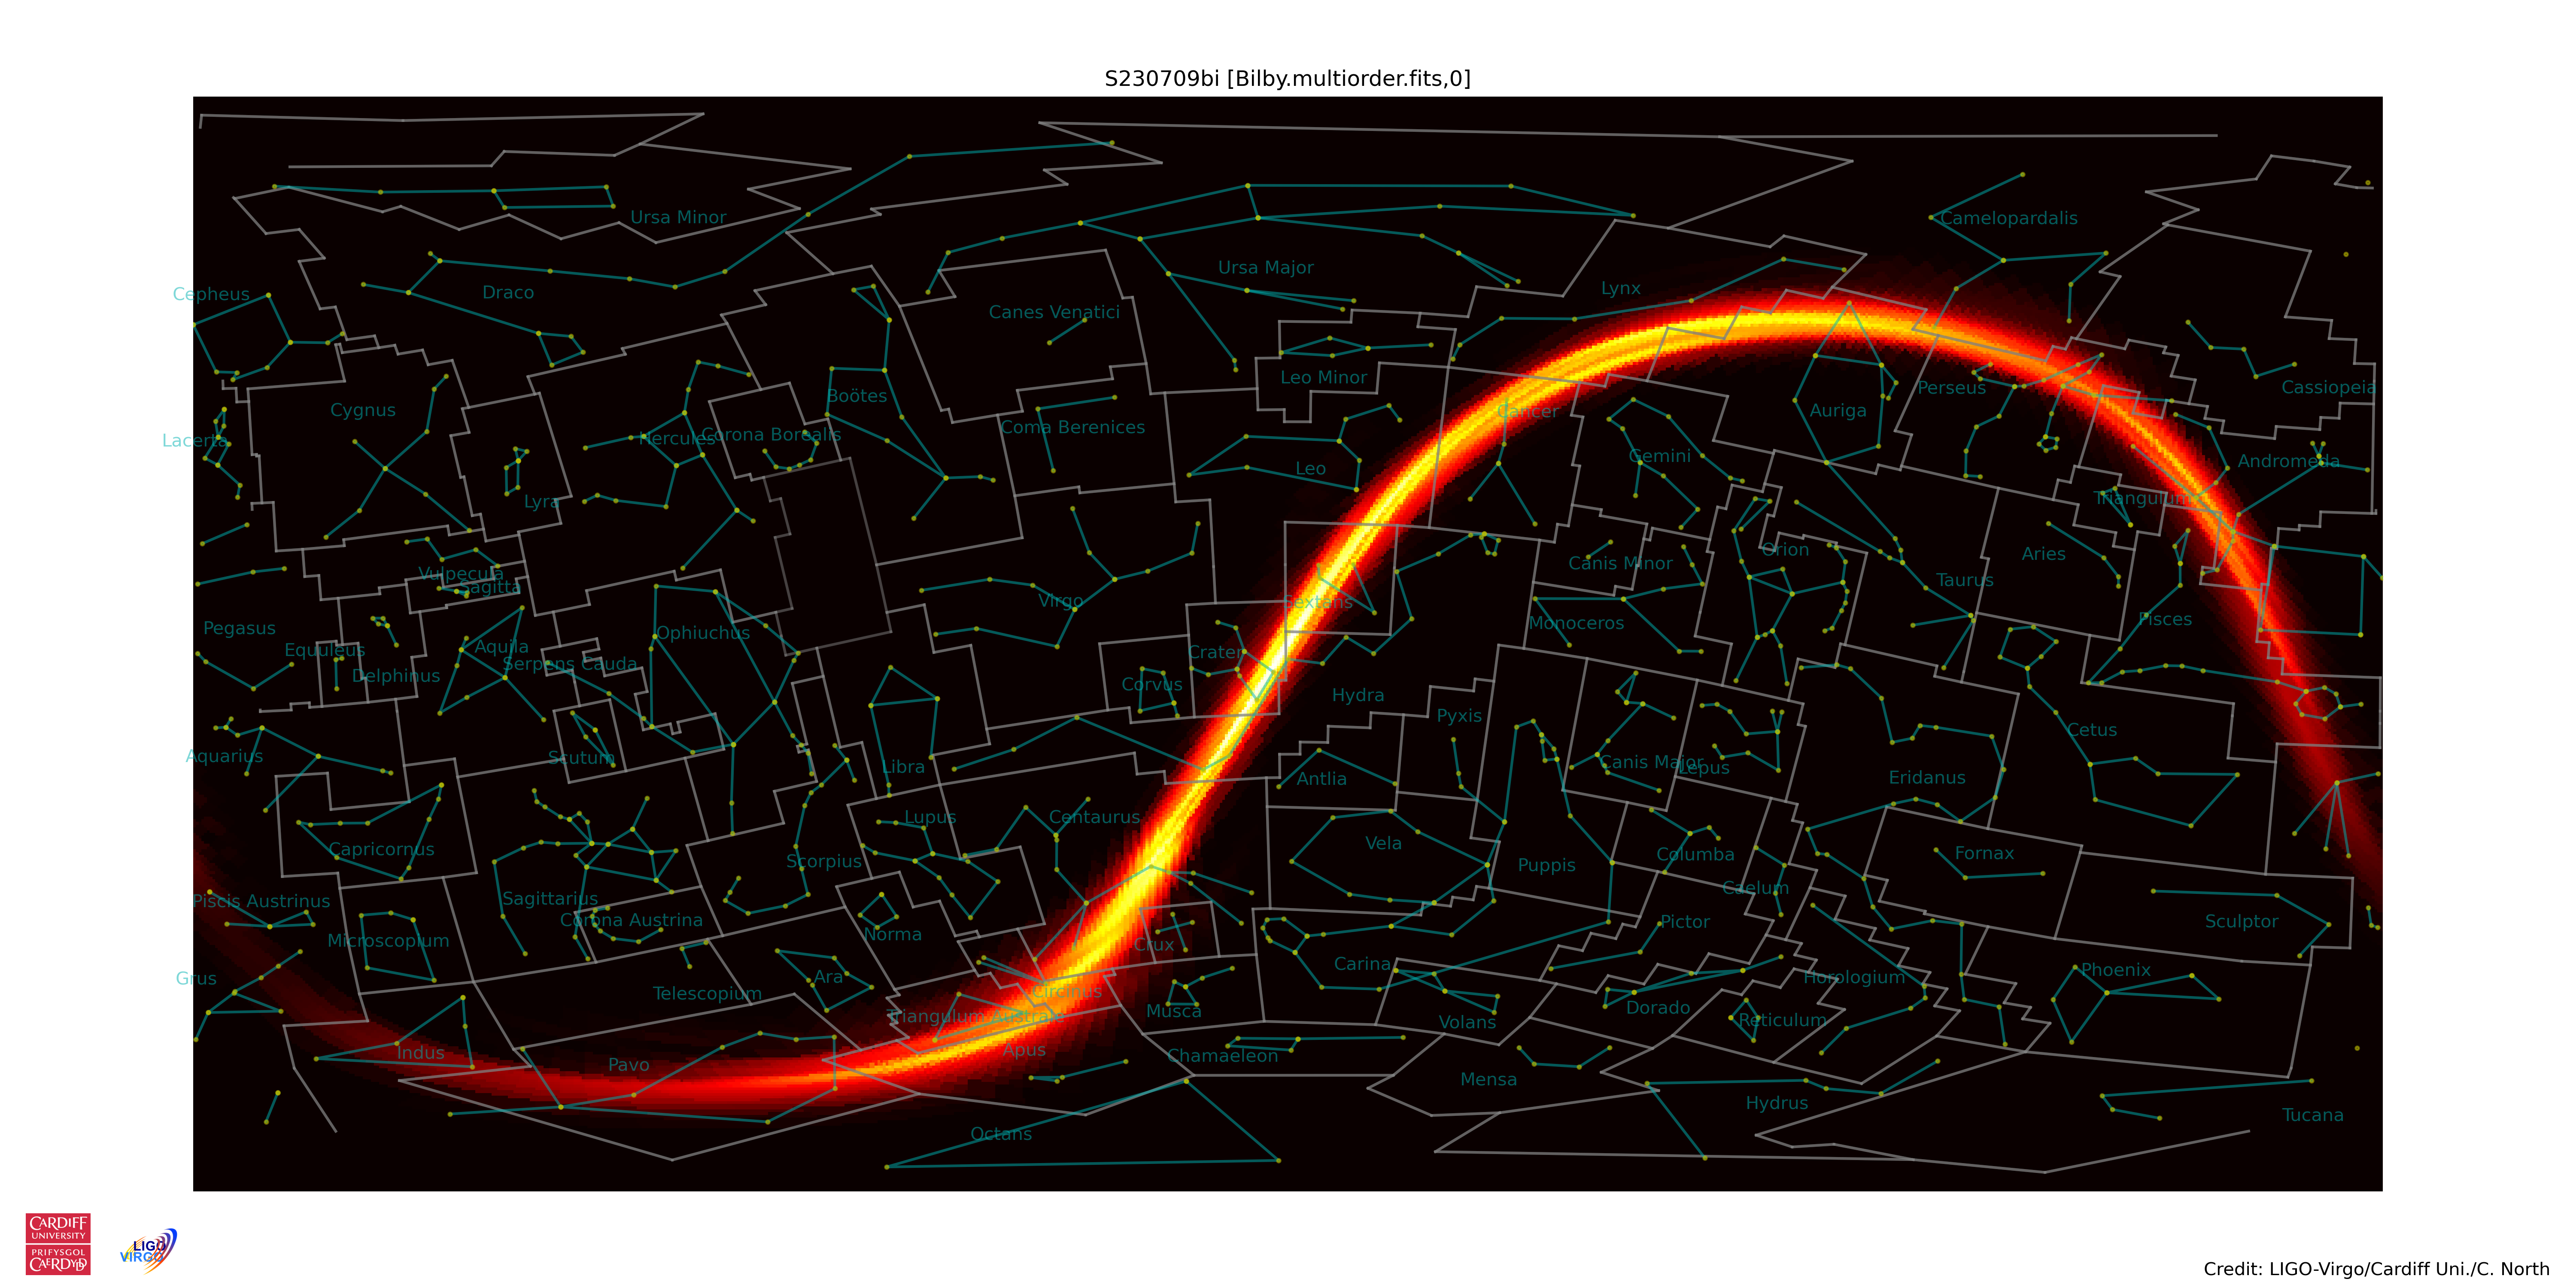 S230709bi [Bilby.multiorder.fits,0]
Ursa Minor
Camelopardalis
Ursa Major
Lynx
Cepheus
Draco
Canes Venatici
Leo Minor
Cassiopeia
Perseus
Boötes
Cygnus
Cancer
Auriga
Coma Berenices
Corona Borealis
Hercules
Lacerta
Gemini
Andromeda
Leo
Triangulum
Lyra
Orion
Aries
Canis Minor
Vulpecula
Taurus
Sagitta
Virgo
Sextans
Pisces
Monoceros
Pegasus
Ophiuchus
Aquila
Equuleus
Crater
Serpens Cauda
Delphinus
Corvus
Hydra
Pyxis
Cetus
Aquarius
Scutum
Canis Major
Libra
Lepus
Antlia
Eridanus
Lupus
Centaurus
Vela
Capricornus
Columba
Fornax
Scorpius
Puppis
Caelum
Sagittarius
Piscis Austrinus
Corona Austrina
Pictor
Sculptor
Norma
Microscopium
Crux
Carina
Phoenix
Grus
Ara
Horologium
Circinus
Telescopium
Dorado
Musca
Triangulum Australe
Reticulum
Volans
Apus
Indus
Chamaeleon
Pavo
Mensa
Hydrus
Tucana
Octans
CARDIFF
UNIVERSITY
PRIFYSGOL
CAERDYDD
LIGO
VIRGO
Credit: LIGO-Virgo/Cardiff Uni./C. North